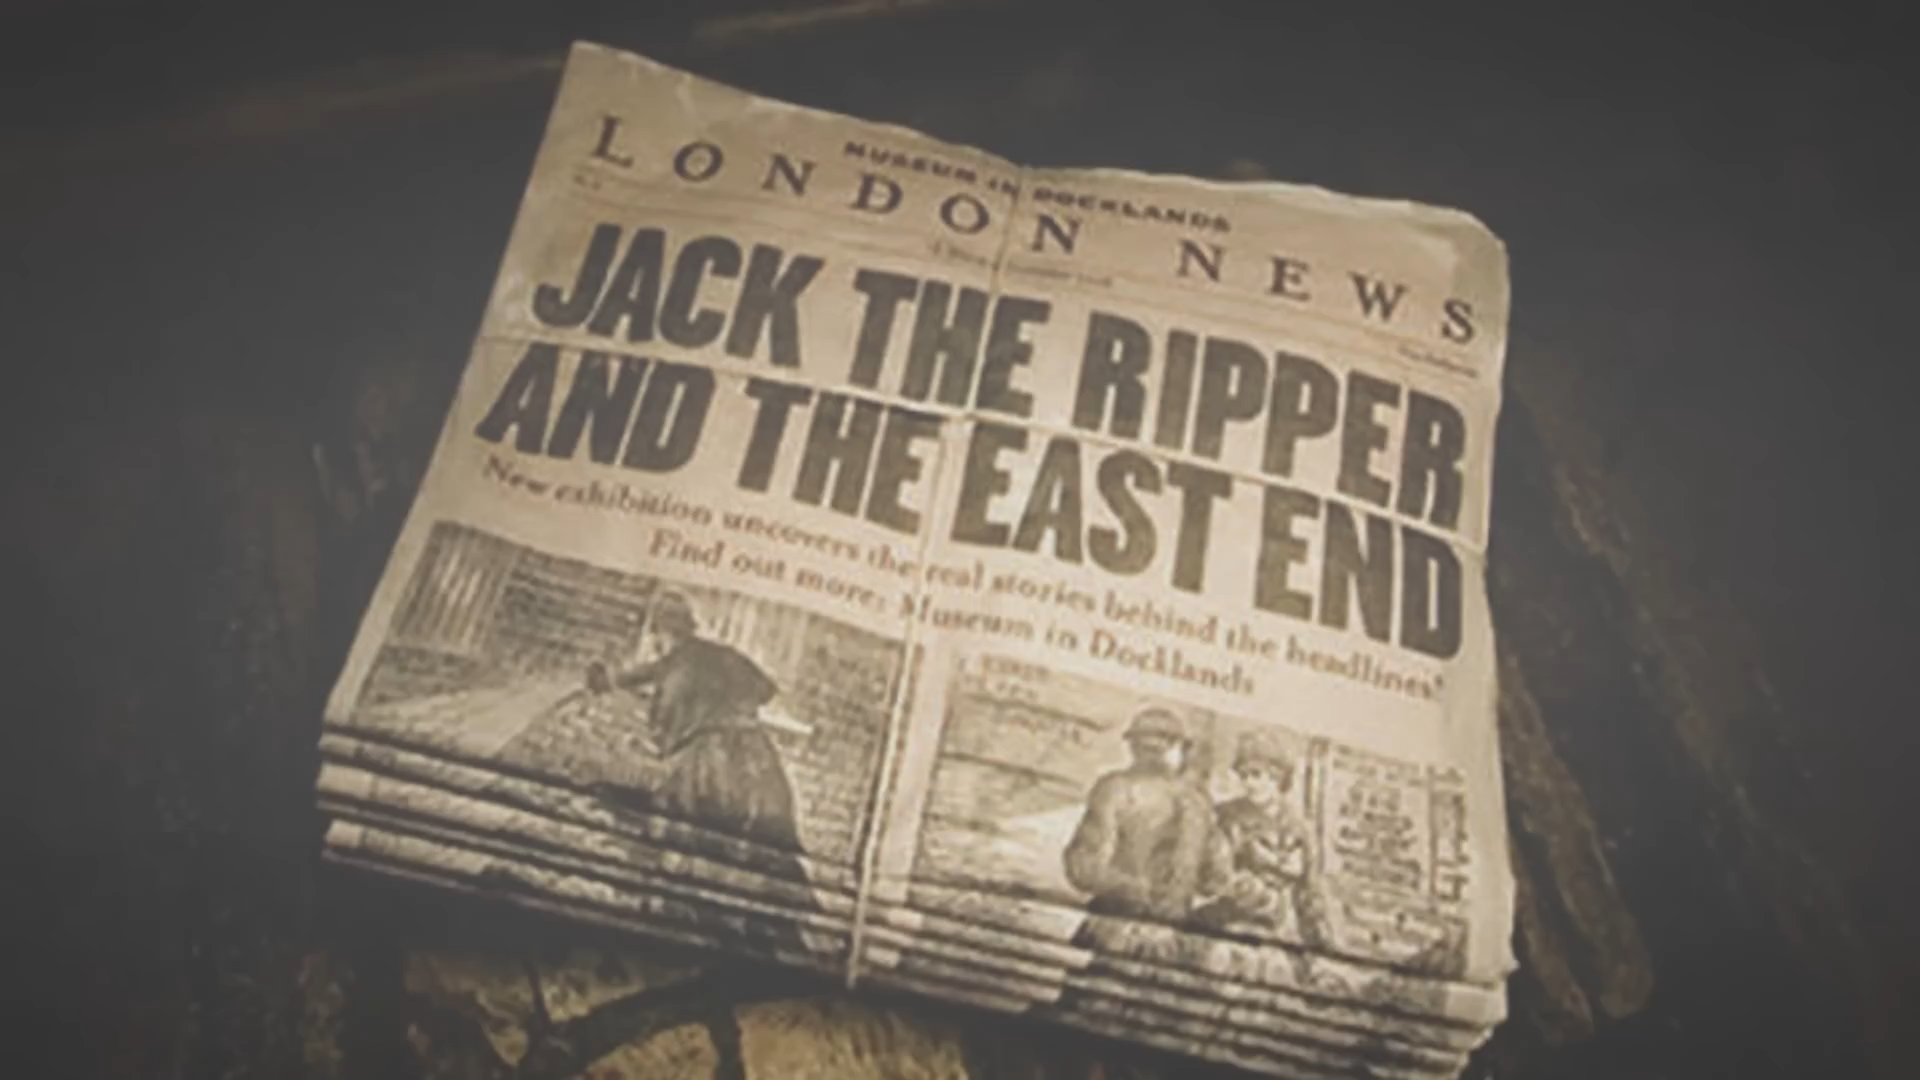 MUSEUM IN DOCKLANDS
LONDON NEWS
JACK THE RIPPER
AND THE EAST END
New exhibition uncovers the real stories behind the headlines'
Find out more: Museum in Docklands